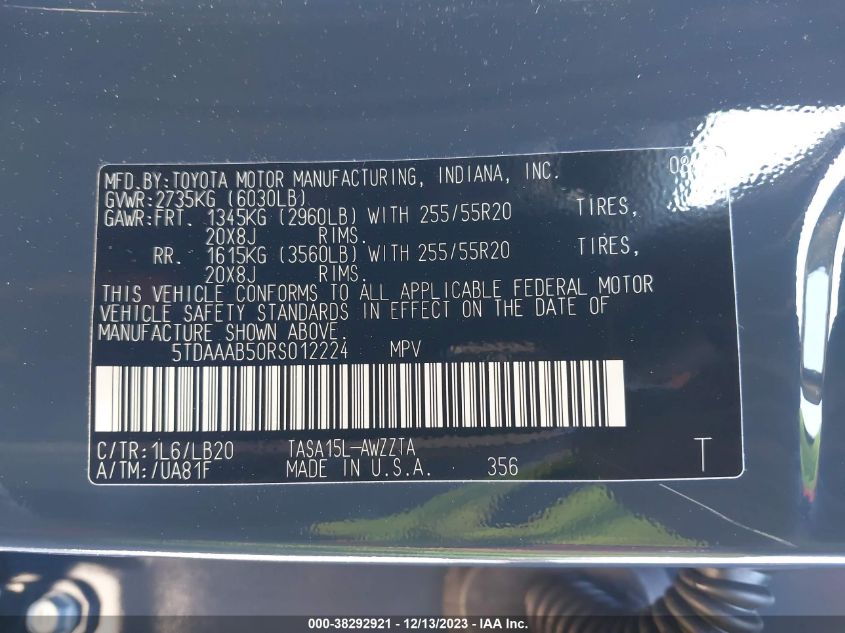 MFD.BY:TOYOTA MOTOR MANUFACTURING, INDIANA, INC.
GVWR:2735KG (6030LB)
GAWR:FRT. 1345KG (2960LB) WITH 255/55R20 TIRES,
20X8J RIMS.
RR. 1615KG (3560LB) WITH 255/55R20 TIRES,
20X8J RIMS.
THIS VEHICLE CONFORMS TO ALL APPLICABLE FEDERAL MOTOR
VEHICLE SAFETY STANDARDS IN EFFECT ON THE DATE OF
MANUFACTURE SHOWN ABOVE.
5TDAAAB50RS012224 MPV
C/TR:1L6/LB20 TASA15L-AWZZTA
A/TM:/UA81F MADE IN U.S.A. 356 T
000-38292921 - 12/13/2023 - IAA Inc.